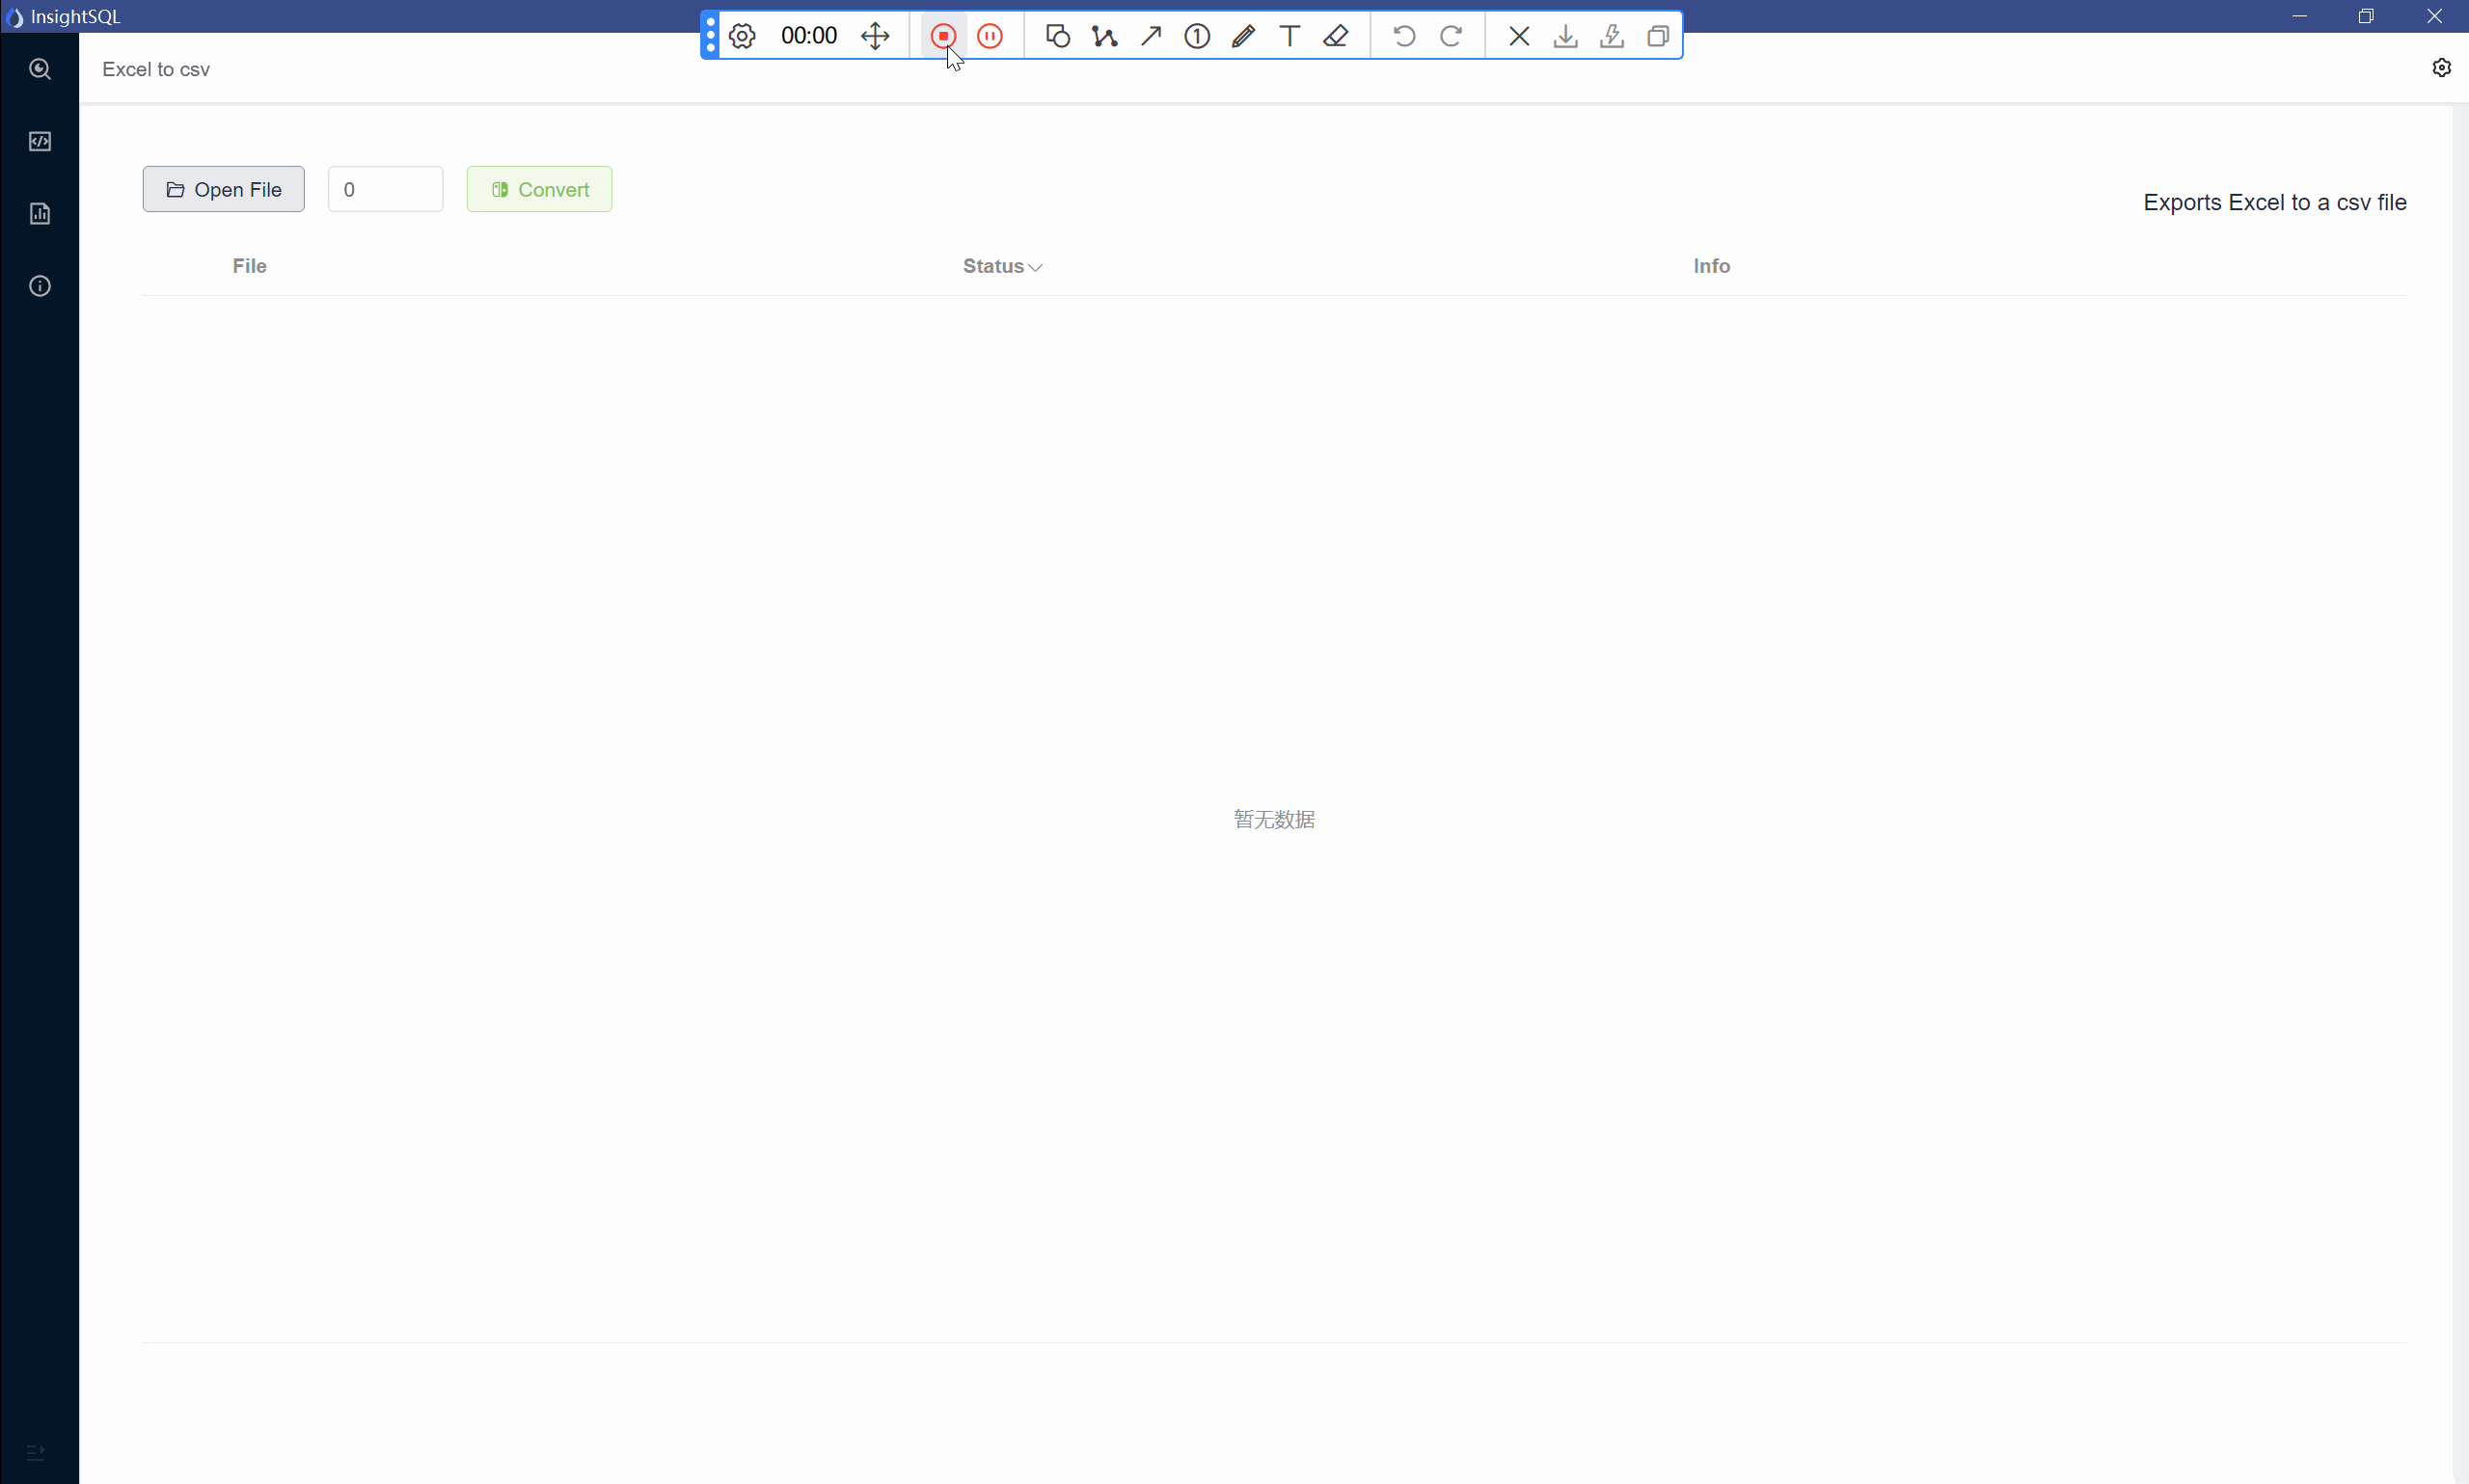 InsightSQL
00:00
1
Excel to csv
Open File
0
Convert
Exports Excel to a csv file
File
Status
Info
暂无数据